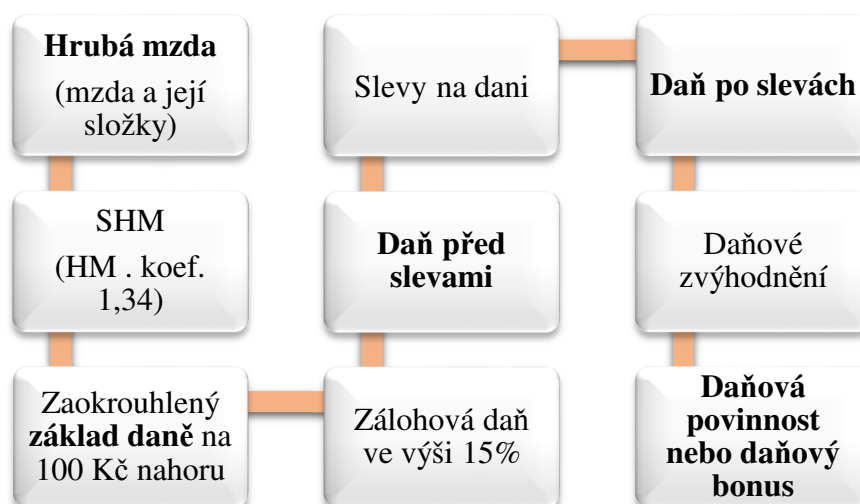 Hrubá mzda
(mzda a její
složky)
SHM
(HM . koef.
1,34)
Zaokrouhlený
základ daně na
100 Kč nahoru
Zálohová daň
ve výši 15%
Daň před
slevami
Slevy na dani
Daň po slevách
Daňové
zvýhodnění
Daňová
povinnost
nebo daňový
bonus